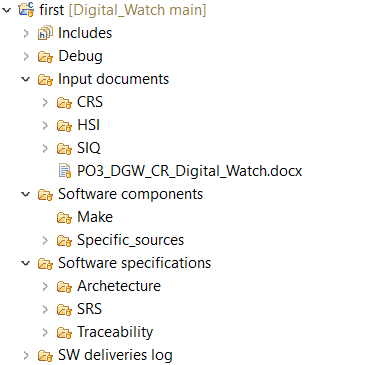 first [Digital_Watch main]
Includes
Debug
Input documents
CRS
HSI
SIQ
PO3_DGW_CR_Digital_Watch.docx
Software components
Make
Specific_sources
Software specifications
Archetecture
SRS
Traceability
SW deliveries log